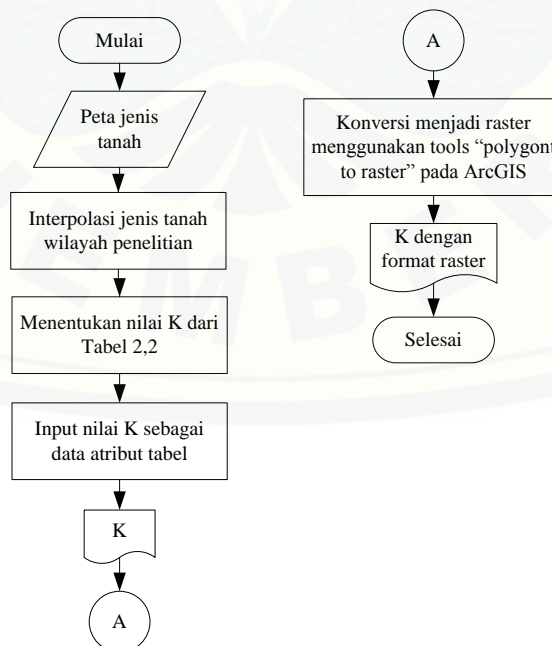 Mulai
Peta jenis
tanah
Interpolasi jenis tanah
wilayah penelitian
Menentukan nilai K dari
Tabel 2,2
Input nilai K sebagai
data atribut tabel
K
A
A
Konversi menjadi raster
menggunakan tools “polygont
to raster” pada ArcGIS
K dengan
format raster
Selesai